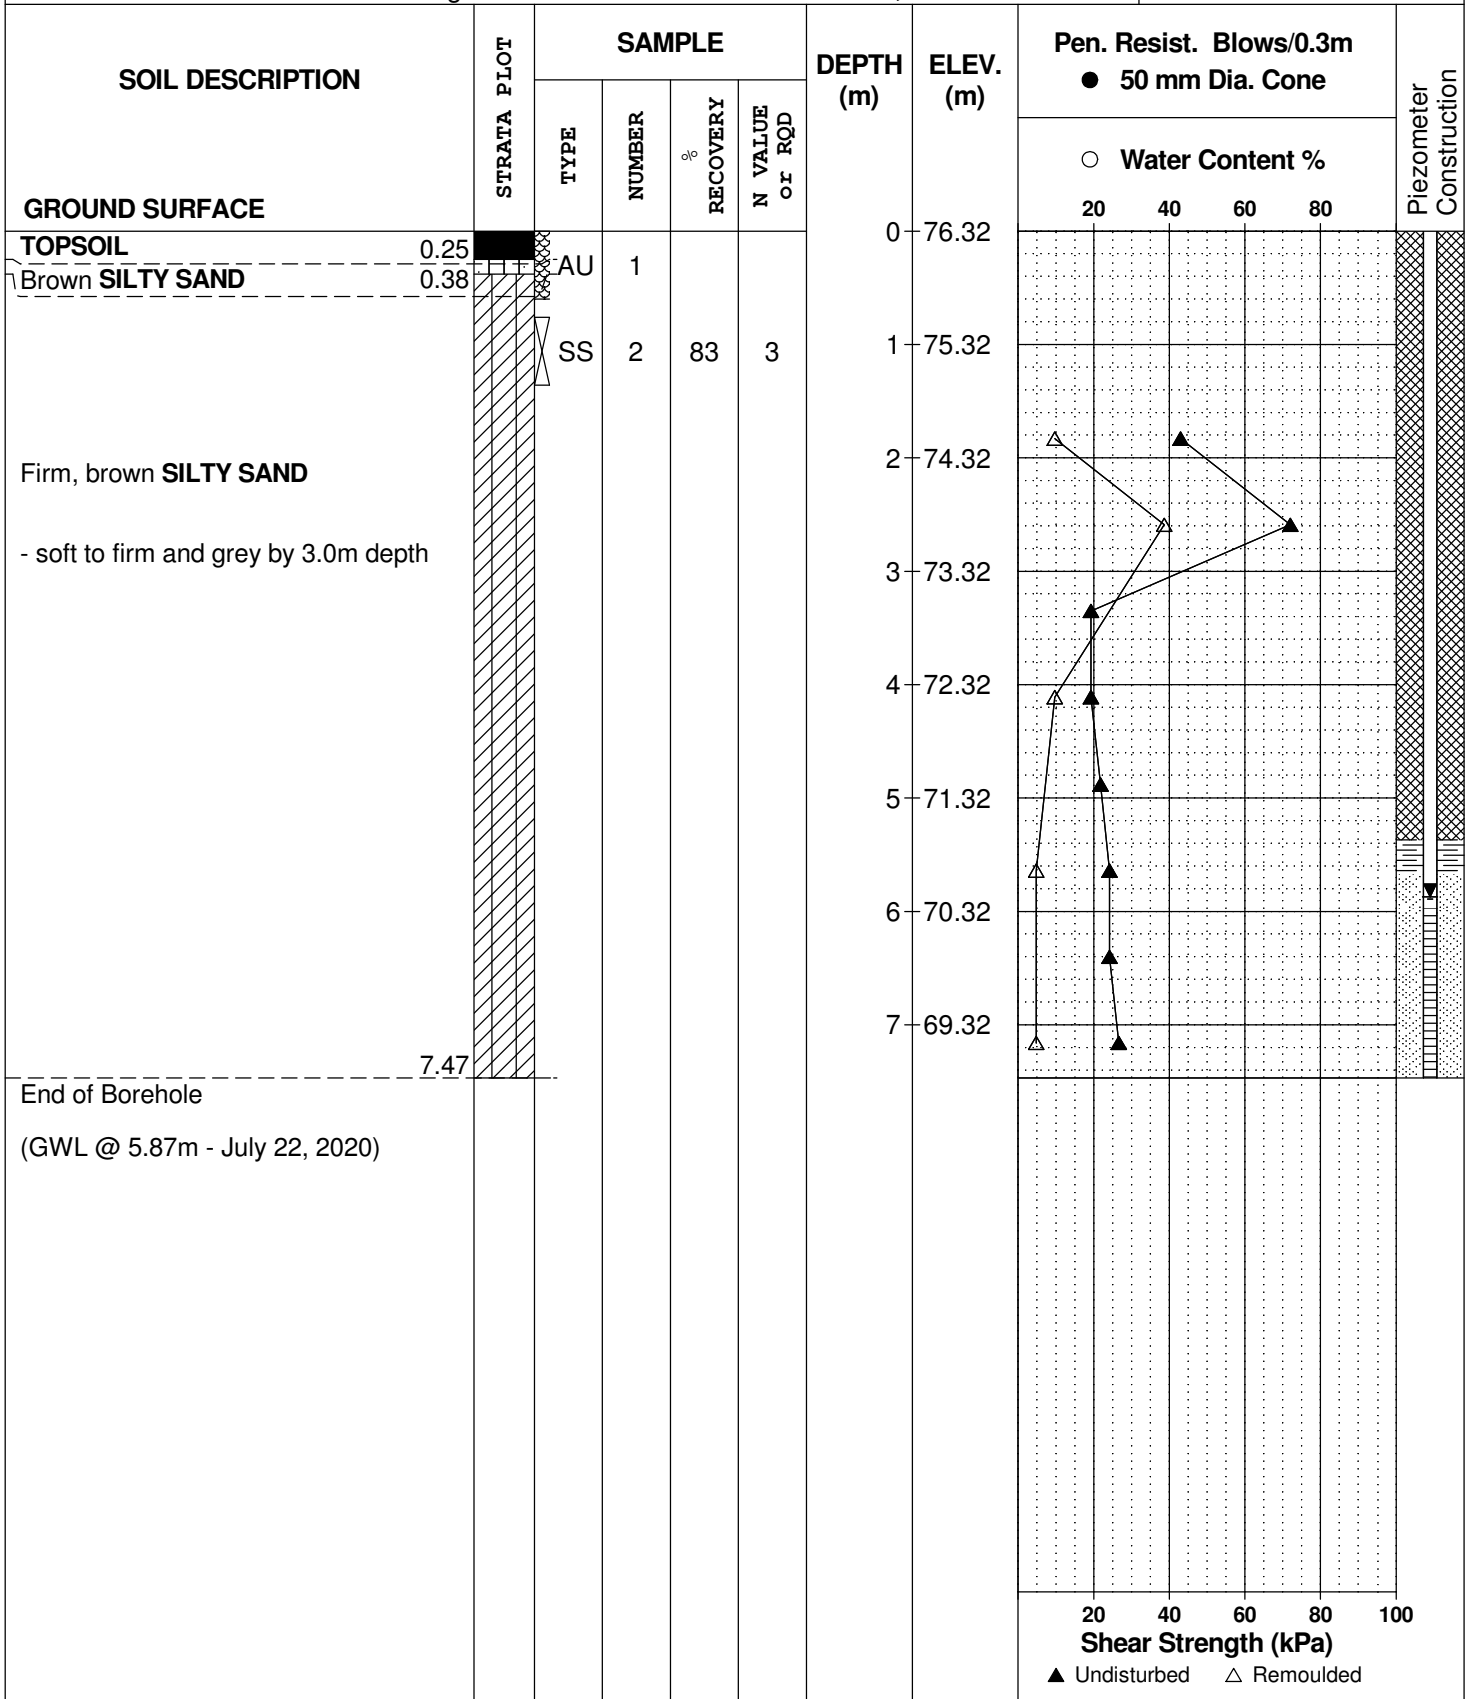 SOIL DESCRIPTION
STRATA PLOT
SAMPLE
TYPE
NUMBER
% RECOVERY
N VALUE or RQD
DEPTH (m)
ELEV. (m)
Pen. Resist. Blows/0.3m
● 50 mm Dia. Cone
○ Water Content %
20 40 60 80
Piezometer Construction
GROUND SURFACE
0 76.32
TOPSOIL 0.25
AU 1
Brown SILTY SAND 0.38
1 75.32
SS 2 83 3
2 74.32
Firm, brown SILTY SAND
- soft to firm and grey by 3.0m depth
3 73.32
4 72.32
5 71.32
6 70.32
7 69.32
7.47
End of Borehole
(GWL @ 5.87m - July 22, 2020)
20 40 60 80 100
Shear Strength (kPa)
▲ Undisturbed △ Remoulded